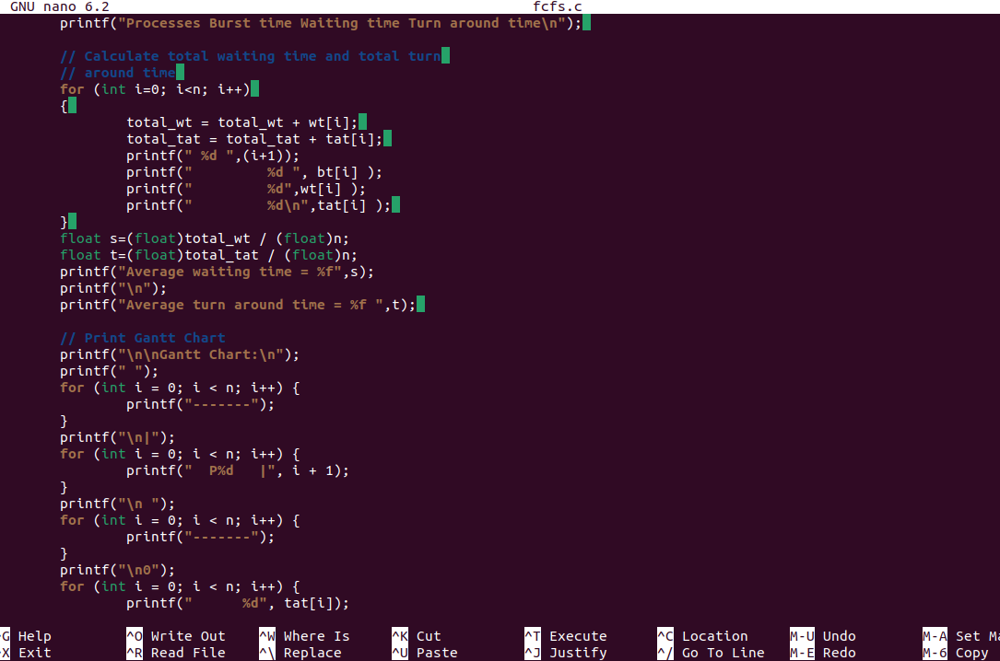 GNU nano 6.2 fcfs.c
printf("Processes Burst time Waiting time Turn around time\n");
// Calculate total waiting time and total turn
// around time
for (int i=0; i<n; i++)
{
total_wt = total_wt + wt[i];
total_tat = total_tat + tat[i];
printf(" %d ",(i+1));
printf("         %d ", bt[i] );
printf("         %d",wt[i] );
printf("         %d\n",tat[i] );
}
float s=(float)total_wt / (float)n;
float t=(float)total_tat / (float)n;
printf("Average waiting time = %f",s);
printf("\n");
printf("Average turn around time = %f ",t);
// Print Gantt Chart
printf("\n\nGantt Chart:\n");
printf(" ");
for (int i = 0; i < n; i++) {
printf("-------");
}
printf("\n|");
for (int i = 0; i < n; i++) {
printf("  P%d   |", i + 1);
}
printf("\n ");
for (int i = 0; i < n; i++) {
printf("-------");
}
printf("\n0");
for (int i = 0; i < n; i++) {
printf("      %d", tat[i]);
^G Help ^O Write Out ^W Where Is ^K Cut ^T Execute ^C Location M-U Undo M-A Set Ma
^X Exit ^R Read File ^\ Replace ^U Paste ^J Justify ^/ Go To Line M-E Redo M-6 Copy